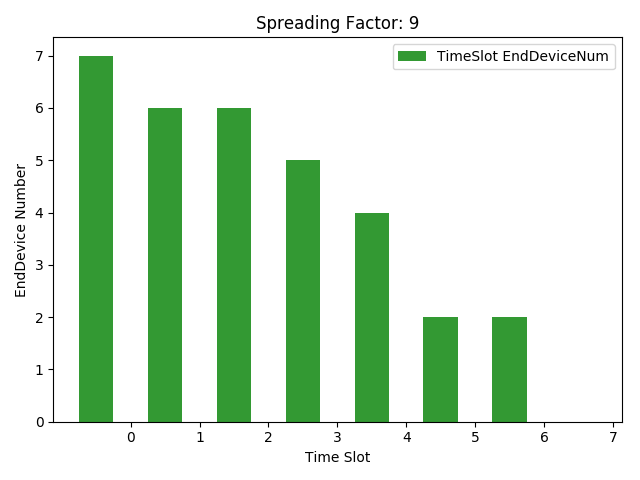 Spreading Factor: 9
TimeSlot EndDeviceNum
EndDevice Number
7
6
5
4
3
2
1
0
0 1 2 3 4 5 6 7
Time Slot